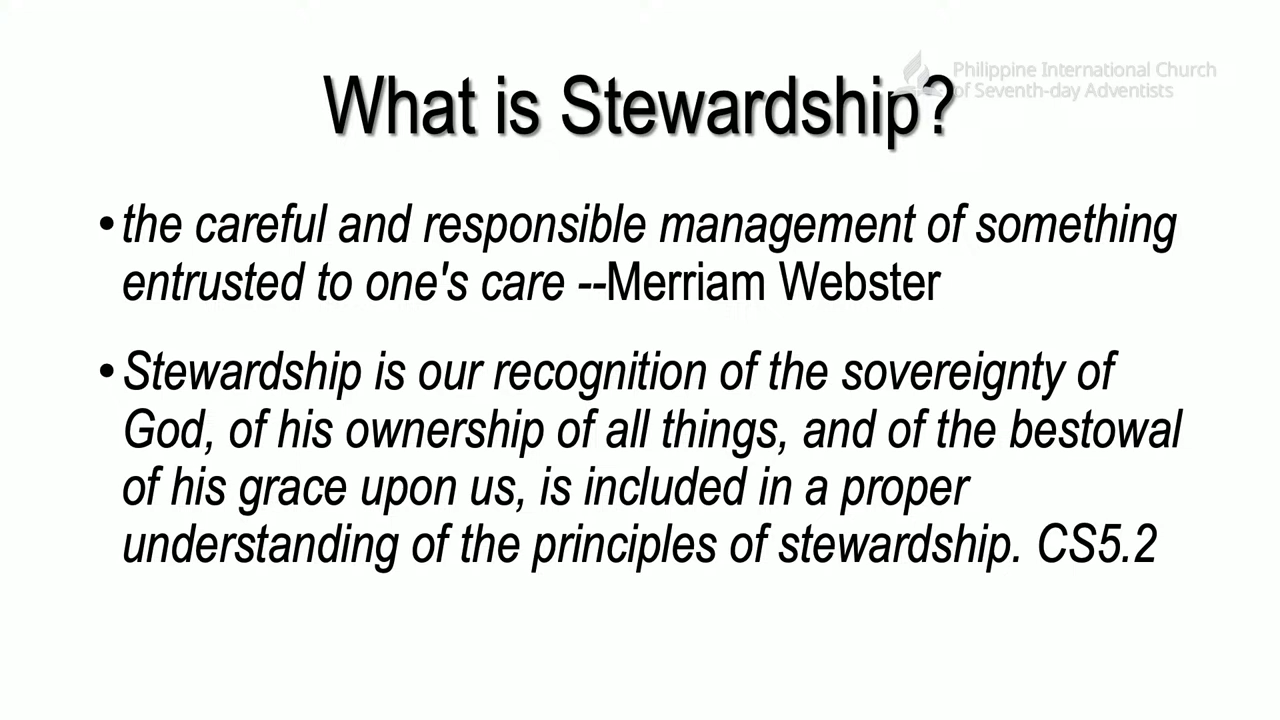 Philippine International Church
of Seventh-day Adventists
What is Stewardship?
•the careful and responsible management of something
entrusted to one's care --Merriam Webster
•Stewardship is our recognition of the sovereignty of
God, of his ownership of all things, and of the bestowal
of his grace upon us, is included in a proper
understanding of the principles of stewardship. CS5.2